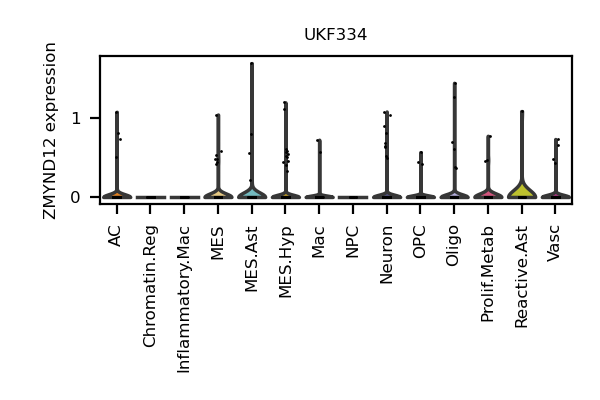 UKF334
ZMYND12 expression
1
0
AC
Chromatin.Reg
Inflammatory.Mac
MES
MES.Ast
MES.Hyp
Mac
NPC
Neuron
OPC
Oligo
Prolif.Metab
Reactive.Ast
Vasc